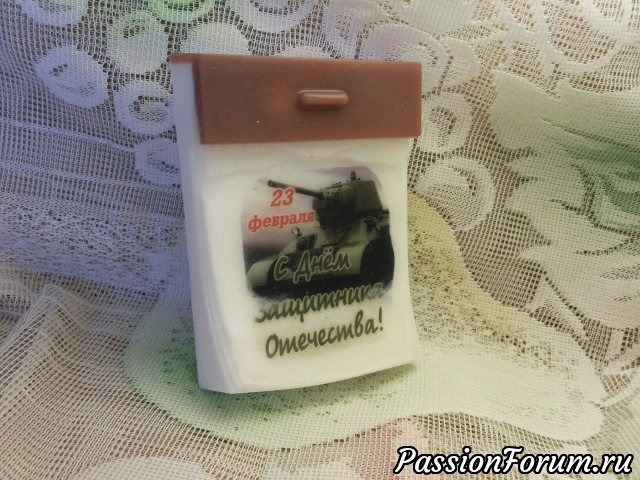 23
февраля
С Днём
Защитника
Отечества!
PassionForum.ru